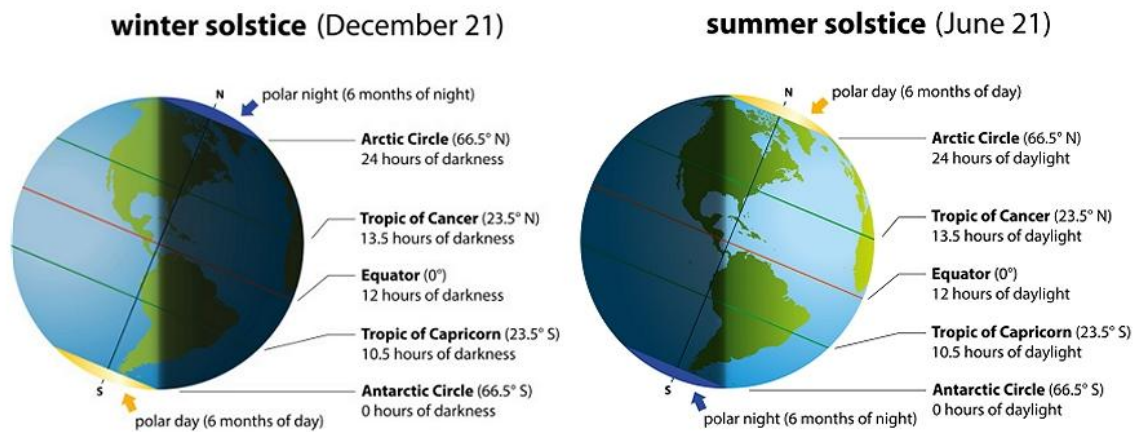 winter solstice (December 21)
N
polar night (6 months of night)
Arctic Circle (66.5° N)
24 hours of darkness
Tropic of Cancer (23.5° N)
13.5 hours of darkness
Equator (0°)
12 hours of darkness
Tropic of Capricorn (23.5° S)
10.5 hours of darkness
Antarctic Circle (66.5° S)
0 hours of darkness
S
polar day (6 months of day)
summer solstice (June 21)
N
polar day (6 months of day)
Arctic Circle (66.5° N)
24 hours of daylight
Tropic of Cancer (23.5° N)
13.5 hours of daylight
Equator (0°)
12 hours of daylight
Tropic of Capricorn (23.5° S)
10.5 hours of daylight
Antarctic Circle (66.5° S)
0 hours of daylight
S
polar night (6 months of night)